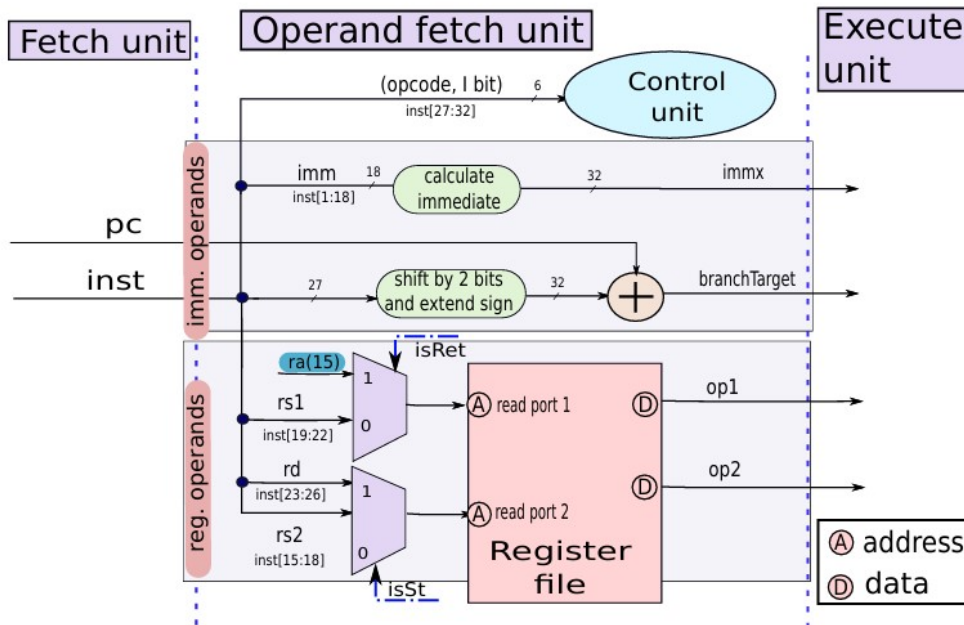 Fetch unit
Operand fetch unit
Execute
unit
(opcode, I bit)
6
inst[27:32]
Control
unit
imm. operands
imm
18
inst[1:18]
calculate
immediate
32
immx
pc
inst
27
shift by 2 bits
and extend sign
32
+
branchTarget
reg. operands
isRet
ra(15)
1
rs1
0
inst[19:22]
A read port 1
D
op1
rd
1
inst[23:26]
rs2
0
inst[15:18]
A read port 2
D
op2
isSt
Register
file
A address
D data